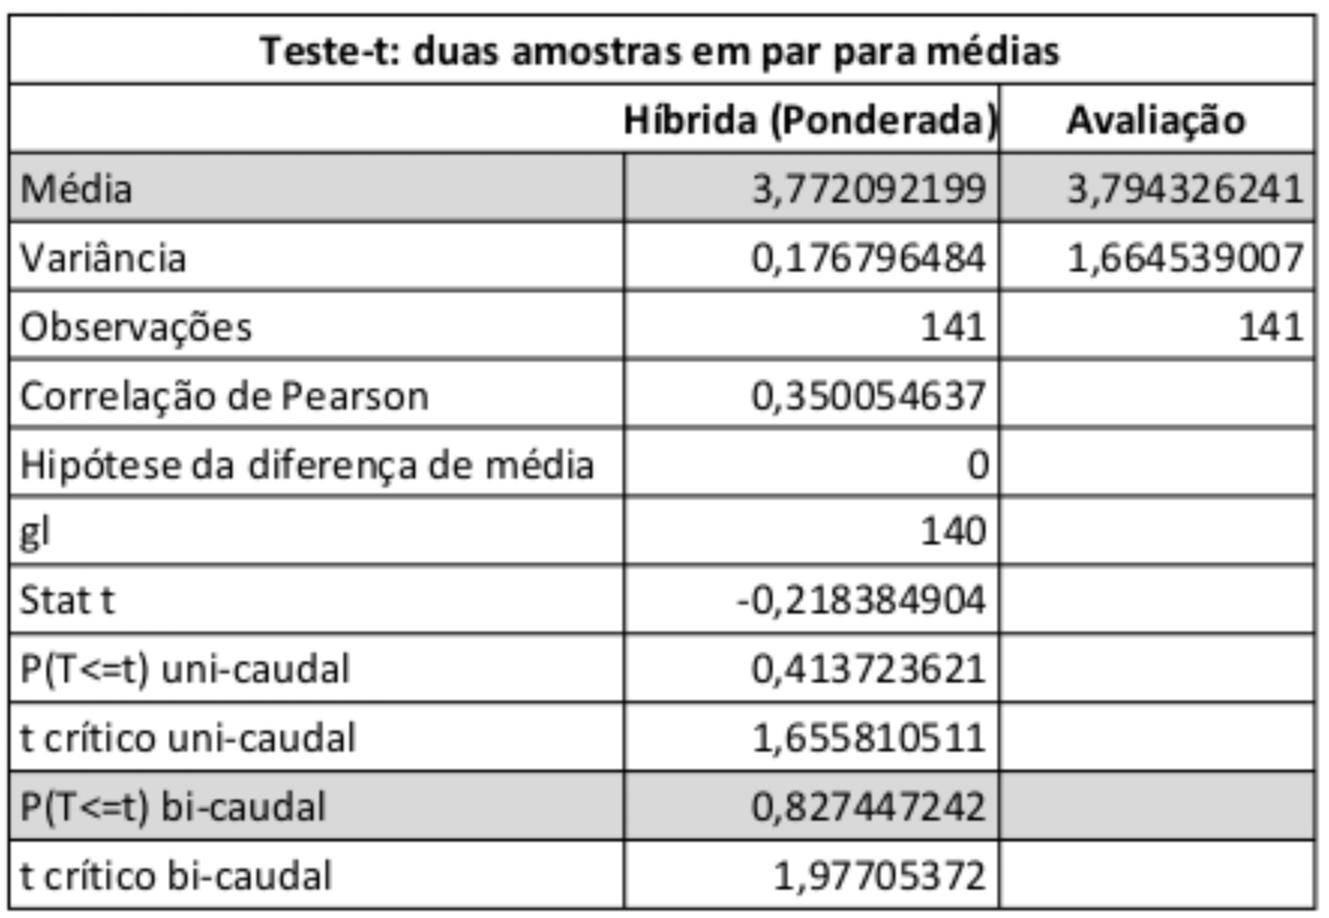 Teste-t: duas amostras em par para médias
Híbrida (Ponderada) Avaliação
Média 3,772092199 3,794326241
Variância 0,176796484 1,664539007
Observações 141 141
Correlação de Pearson 0,350054637
Hipótese da diferença de média 0
gl 140
Stat t -0,218384904
P(T<=t) uni-caudal 0,413723621
t crítico uni-caudal 1,655810511
P(T<=t) bi-caudal 0,827447242
t crítico bi-caudal 1,97705372